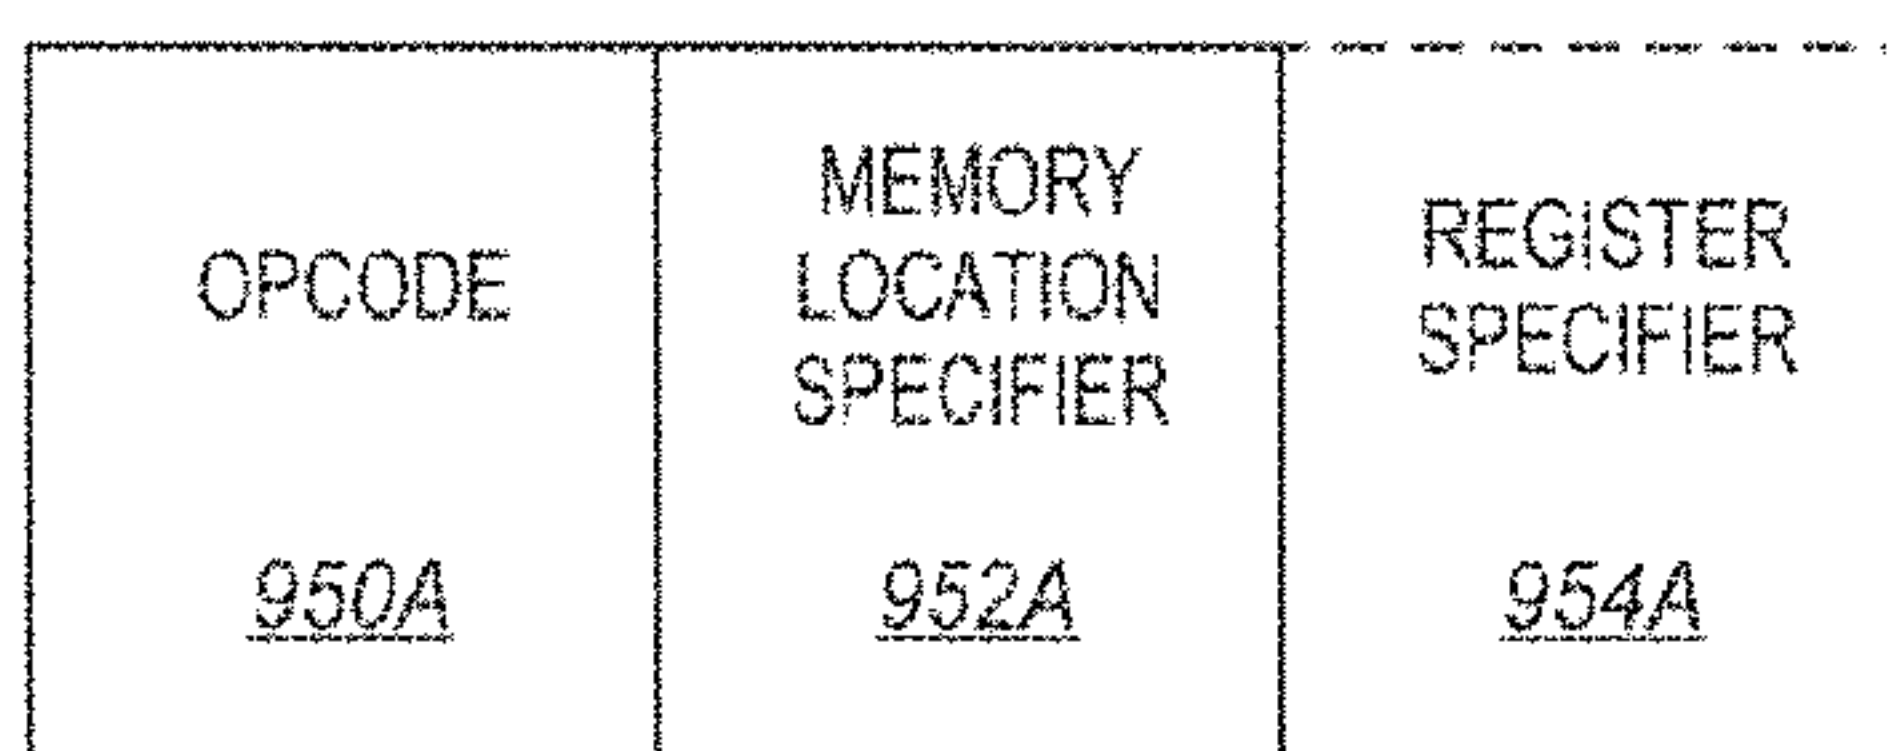 OPCODE
950A
MEMORY
LOCATION
SPECIFIER
952A
REGISTER
SPECIFIER
954A